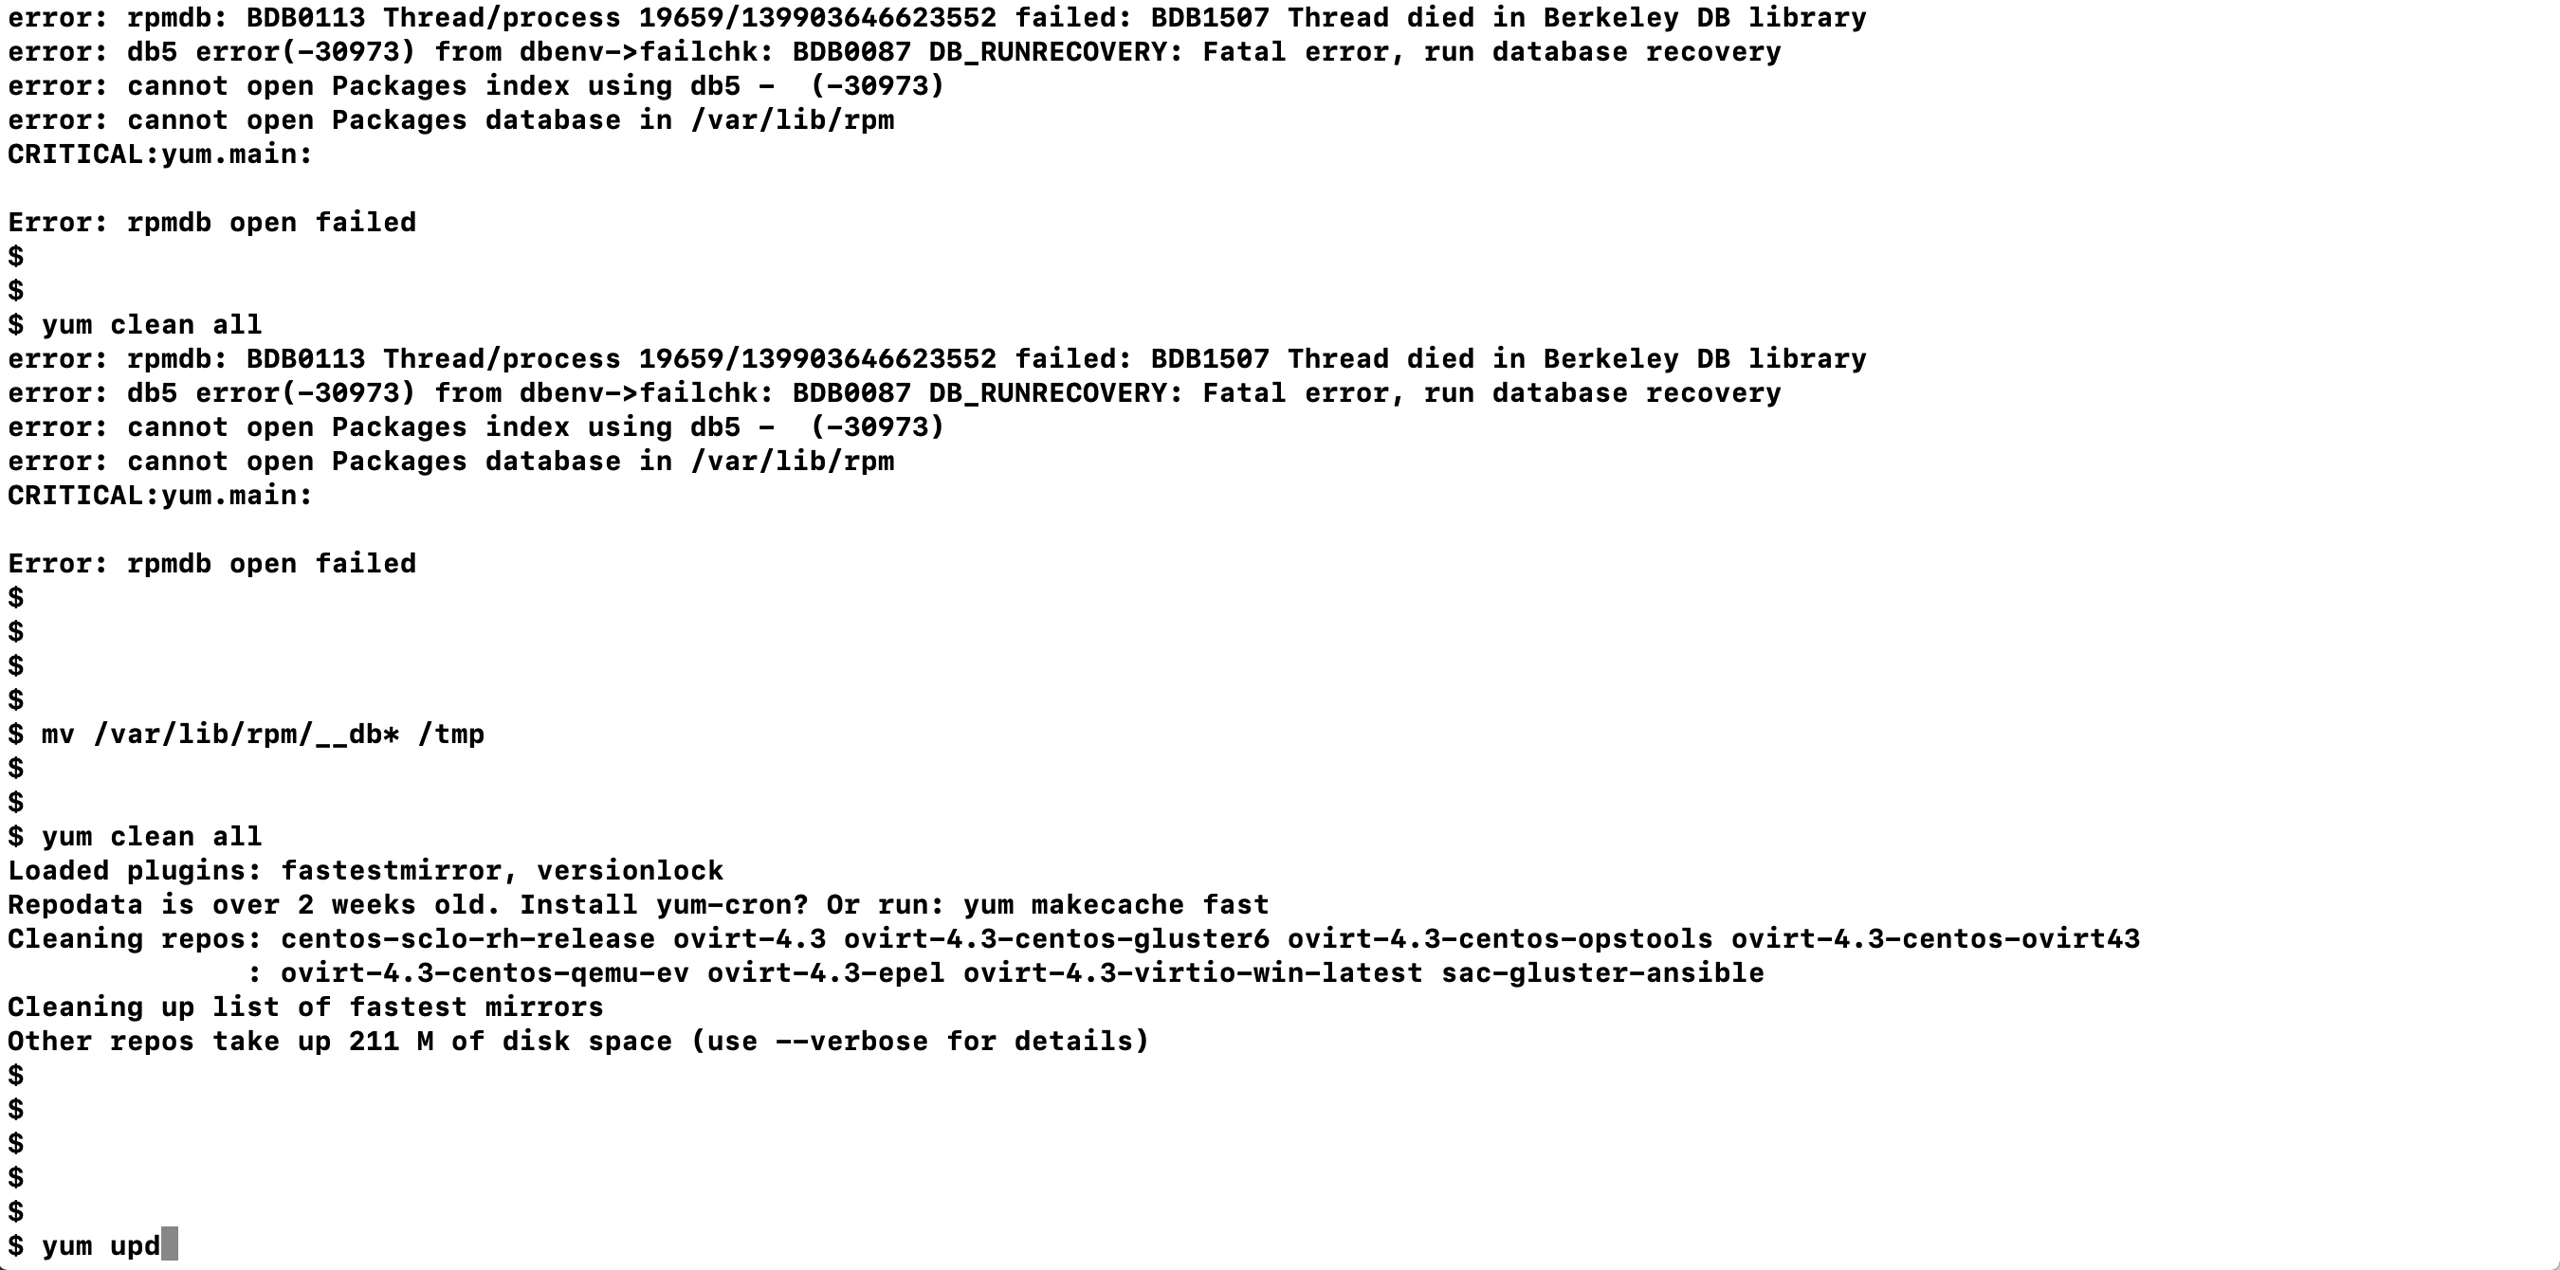 error: rpmdb: BDB0113 Thread/process 19659/139903646623552 failed: BDB1507 Thread died in Berkeley DB library
error: db5 error(-30973) from dbenv->failchk: BDB0087 DB_RUNRECOVERY: Fatal error, run database recovery
error: cannot open Packages index using db5 -  (-30973)
error: cannot open Packages database in /var/lib/rpm
CRITICAL:yum.main:

Error: rpmdb open failed
$
$
$ yum clean all
error: rpmdb: BDB0113 Thread/process 19659/139903646623552 failed: BDB1507 Thread died in Berkeley DB library
error: db5 error(-30973) from dbenv->failchk: BDB0087 DB_RUNRECOVERY: Fatal error, run database recovery
error: cannot open Packages index using db5 -  (-30973)
error: cannot open Packages database in /var/lib/rpm
CRITICAL:yum.main:

Error: rpmdb open failed
$
$
$
$
$ mv /var/lib/rpm/__db* /tmp
$
$
$ yum clean all
Loaded plugins: fastestmirror, versionlock
Repodata is over 2 weeks old. Install yum-cron? Or run: yum makecache fast
Cleaning repos: centos-sclo-rh-release ovirt-4.3 ovirt-4.3-centos-gluster6 ovirt-4.3-centos-opstools ovirt-4.3-centos-ovirt43
              : ovirt-4.3-centos-qemu-ev ovirt-4.3-epel ovirt-4.3-virtio-win-latest sac-gluster-ansible
Cleaning up list of fastest mirrors
Other repos take up 211 M of disk space (use --verbose for details)
$
$
$
$
$
$ yum upd